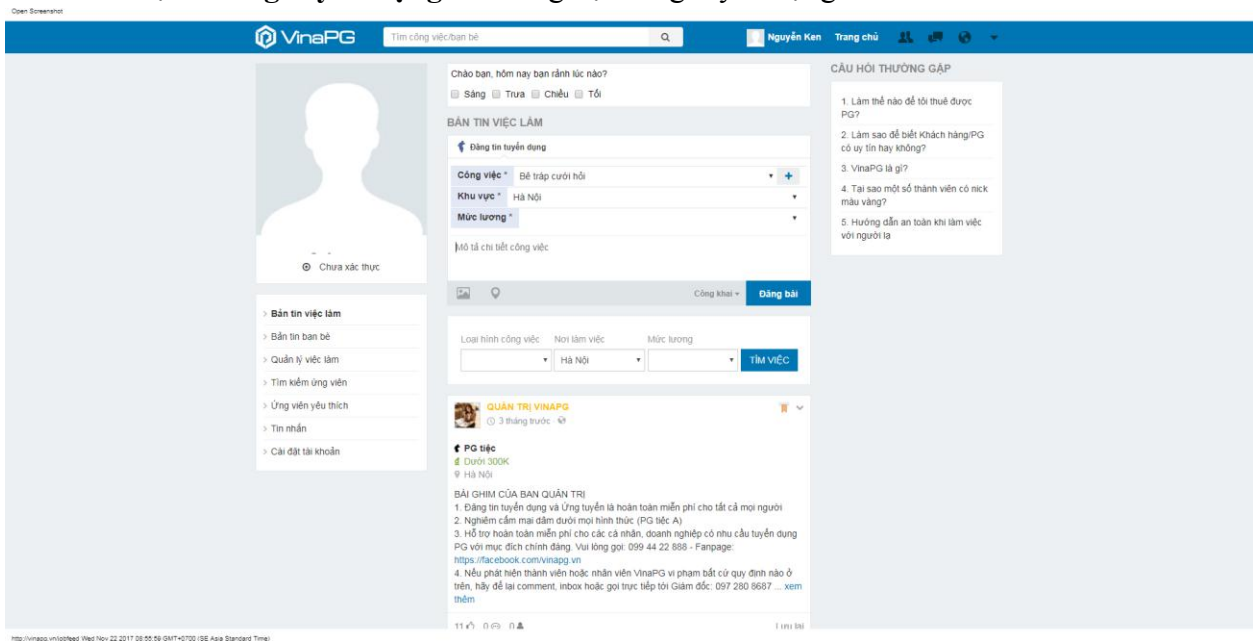 Open Screenshot
VinaPG
Tìm công việc/bạn bè
Nguyễn Ken Trang chủ
Chưa xác thực
Bản tin việc làm
Bản tin bạn bè
Quản lý việc làm
Tìm kiếm ứng viên
Ứng viên yêu thích
Tin nhắn
Cài đặt tài khoản
Chào bạn, hôm nay bạn rảnh lúc nào?
Sáng Trưa Chiều Tối
BẢN TIN VIỆC LÀM
Đăng tin tuyển dụng
Công việc * Bê tráp cưới hỏi
Khu vực * Hà Nội
Mức lương *
Mô tả chi tiết công việc
Công khai Đăng bài
Loại hình công việc Nơi làm việc Mức lương
Hà Nội TÌM VIỆC
QUẢN TRỊ VINAPG
3 tháng trước
PG tiệc
Dưới 300K
Hà Nội
BÀI GHIM CỦA BAN QUẢN TRỊ
1. Đăng tin tuyển dụng và Ứng tuyển là hoàn toàn miễn phí cho tất cả mọi người
2. Nghiêm cấm mại dâm dưới mọi hình thức (PG tiệc A)
3. Hỗ trợ hoàn toàn miễn phí cho các cá nhân, doanh nghiệp có nhu cầu tuyển dụng
PG với mục đích chính đáng. Vui lòng gọi: 099 44 22 888 - Fanpage:
https://facebook.com/vinapg.vn
4. Nếu phát hiện thành viên hoặc nhân viên VinaPG vi phạm bất cứ quy định nào ở
trên, hãy để lại comment, inbox hoặc gọi trực tiếp tới Giám đốc: 097 280 8687 ... xem
thêm
11 0 0 Lưu lại
CÂU HỎI THƯỜNG GẶP
1. Làm thế nào để tôi thuê được
PG?
2. Làm sao để biết Khách hàng/PG
có uy tín hay không?
3. VinaPG là gì?
4. Tại sao một số thành viên có nick
màu vàng?
5. Hướng dẫn an toàn khi làm việc
với người lạ
http://vinapg.vn/jobfeed Wed Nov 22 2017 08:55:59 GMT+0700 (SE Asia Standard Time)